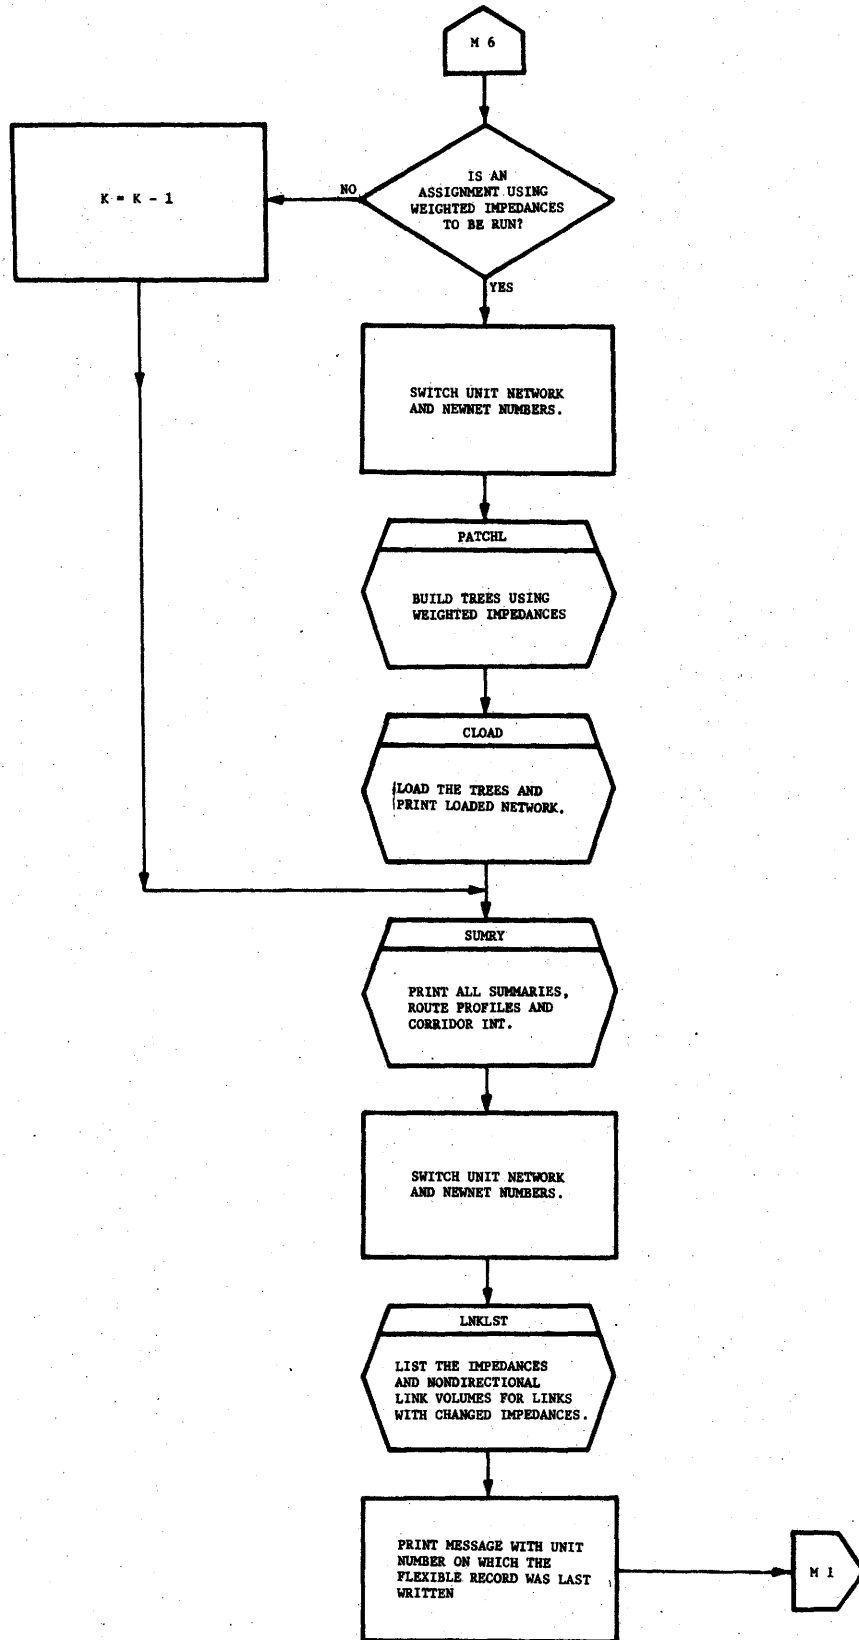 M 6
IS AN
ASSIGNMENT USING
WEIGHTED IMPEDANCES
TO BE RUN?
NO
K = K - 1
YES
SWITCH UNIT NETWORK
AND NEWNET NUMBERS.
PATCHL
BUILD TREES USING
WEIGHTED IMPEDANCES
CLOAD
LOAD THE TREES AND
PRINT LOADED NETWORK.
SUMRY
PRINT ALL SUMMARIES,
ROUTE PROFILES AND
CORRIDOR INT.
SWITCH UNIT NETWORK
AND NEWNET NUMBERS.
LNKLST
LIST THE IMPEDANCES
AND NONDIRECTIONAL
LINK VOLUMES FOR LINKS
WITH CHANGED IMPEDANCES.
PRINT MESSAGE WITH UNIT
NUMBER ON WHICH THE
FLEXIBLE RECORD WAS LAST
WRITTEN
M 1